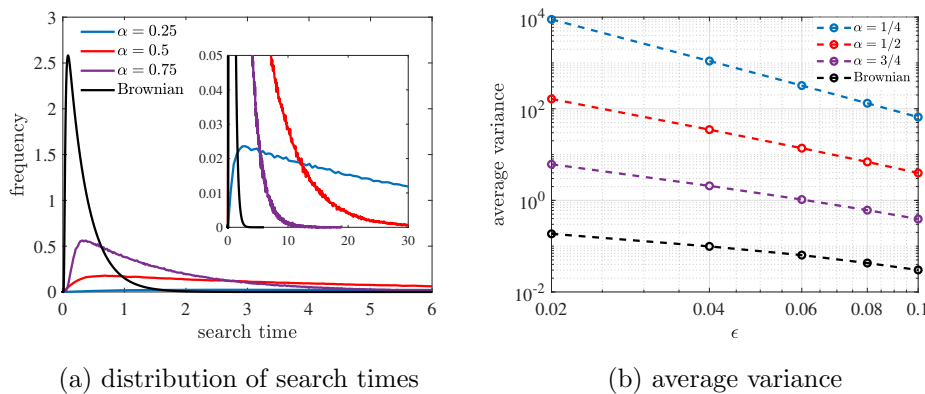 3
2.5
2
1.5
1
0.5
0
0
1
2
3
4
5
6
frequency
search time
α = 0.25
α = 0.5
α = 0.75
Brownian
0.05
0.04
0.03
0.02
0.01
0
0
10
20
30
(a) distribution of search times
10^4
10^2
10^0
10^-2
0.02
0.04
0.06
0.08
0.1
average variance
ϵ
α = 1/4
α = 1/2
α = 3/4
Brownian
(b) average variance